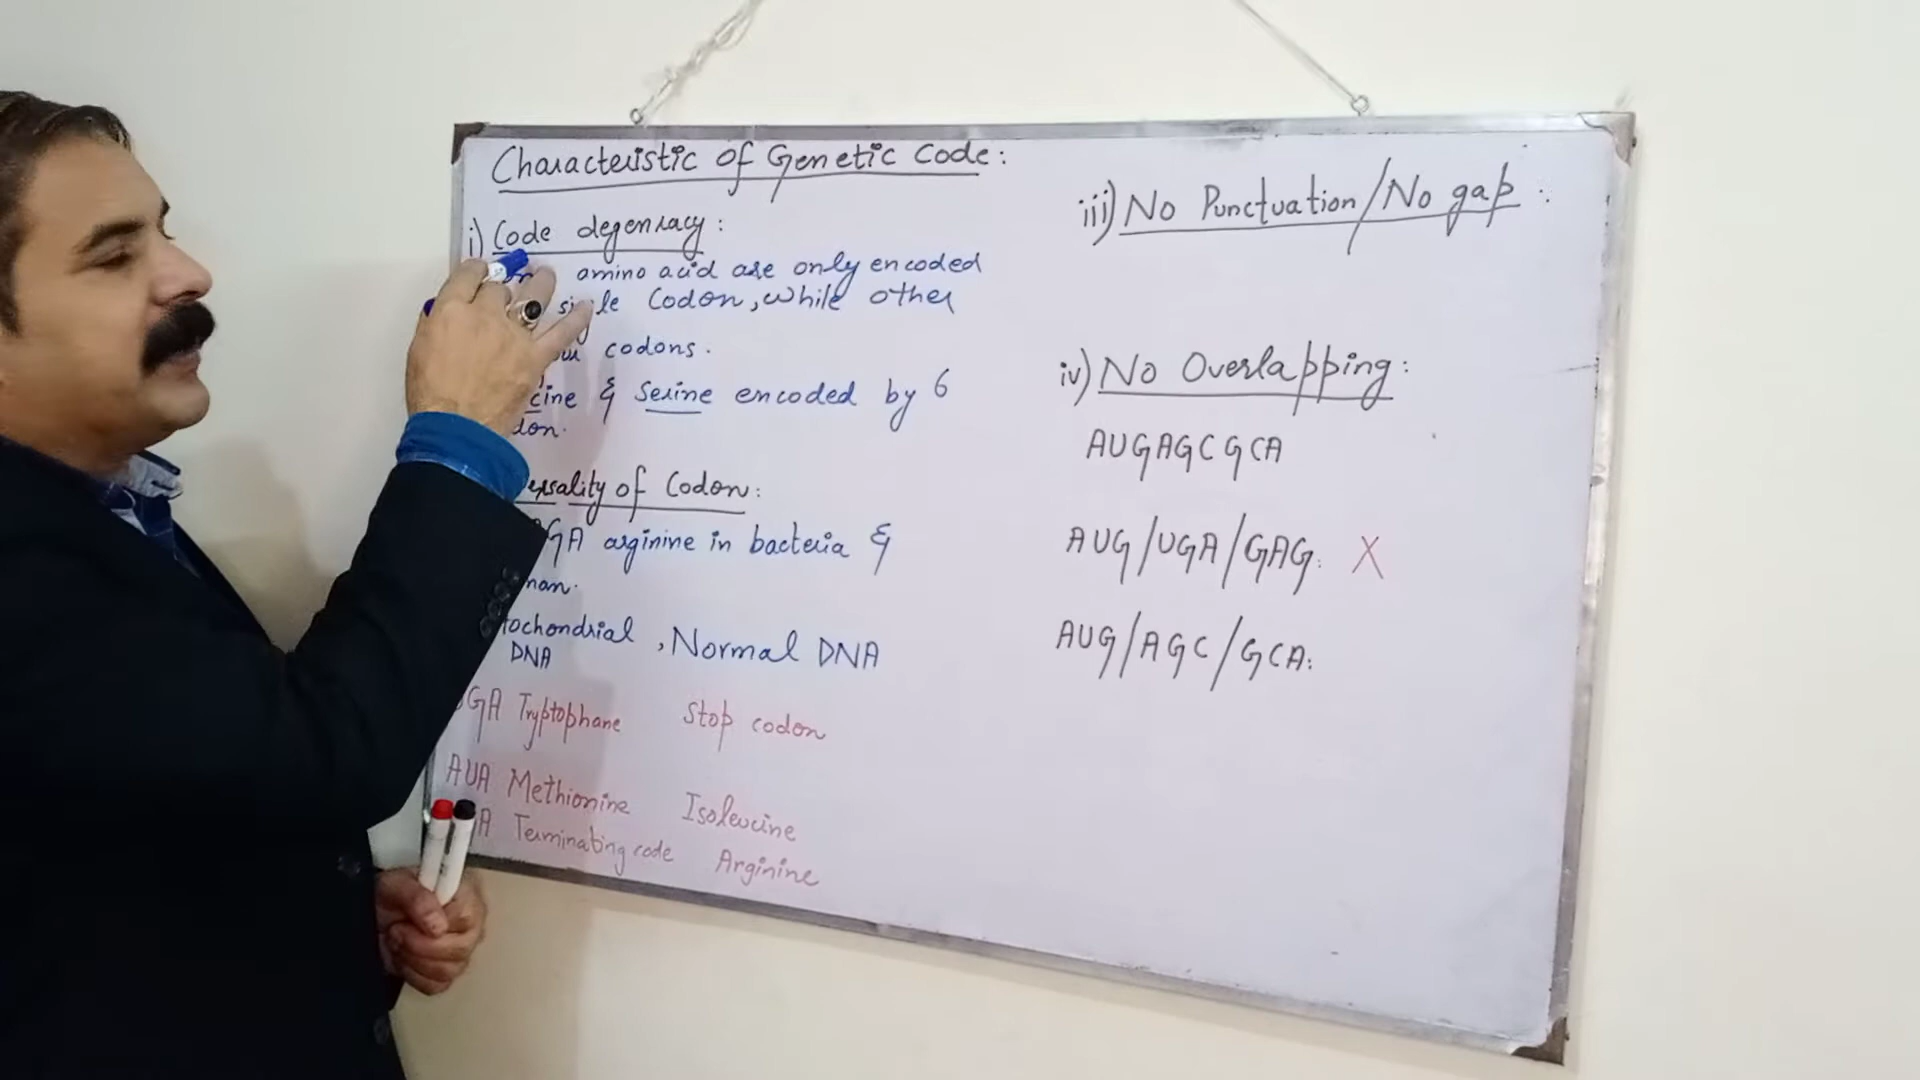 Characteristic of Genetic Code:
i) Code degenracy:
amino acid are only encoded
single Codon, while other
codons.
& Serine encoded by 6
of Codon:
arginine in bacteria &
DNA , Normal DNA
Tryptophane Stop codon
AUA Methionine Isoleucine
Terminating code Arginine
iii) No Punctuation/No gap :
iv) No Overlapping:
AUGAGCGCA
AUG/UGA/GAG. X
AUG/AGC/GCA: